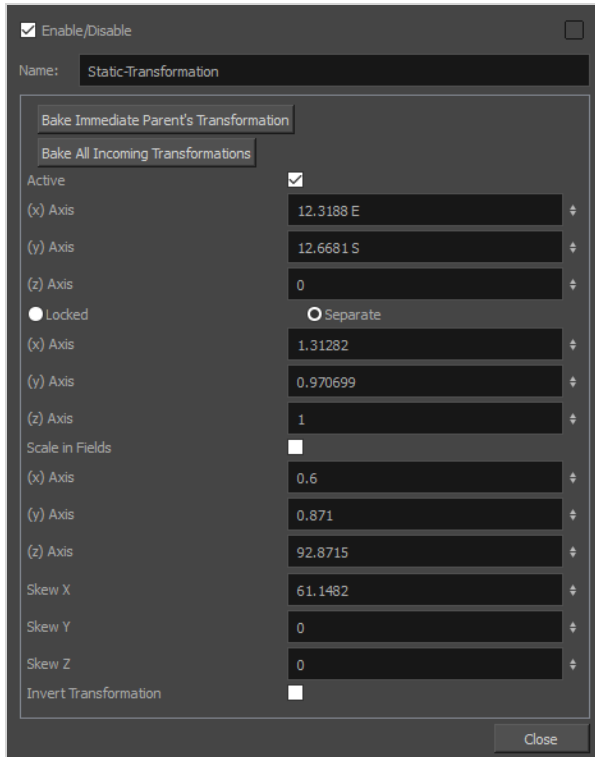 Enable/Disable
Name: Static-Transformation
Bake Immediate Parent's Transformation
Bake All Incoming Transformations
Active
(x) Axis 12.3188 E
(y) Axis 12.6681 S
(z) Axis 0
Locked Separate
(x) Axis 1.31282
(y) Axis 0.970699
(z) Axis 1
Scale in Fields
(x) Axis 0.6
(y) Axis 0.871
(z) Axis 92.8715
Skew X 61.1482
Skew Y 0
Skew Z 0
Invert Transformation
Close